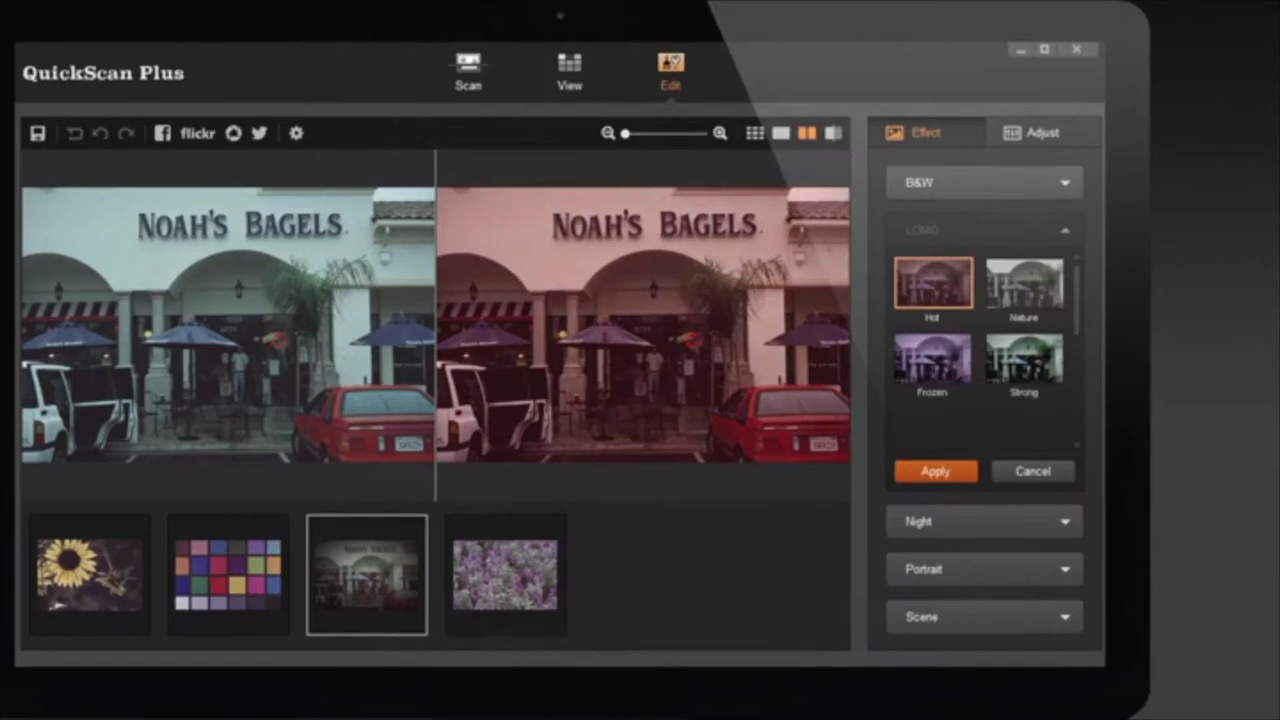 QuickScan Plus
Scan
View
Edit
flickr
Effect
Adjust
B&W
LOMO
Hot
Nature
Frozen
Strong
Apply
Cancel
Night
Portrait
Scene
NOAH'S BAGELS.
NOAH'S BAGELS.